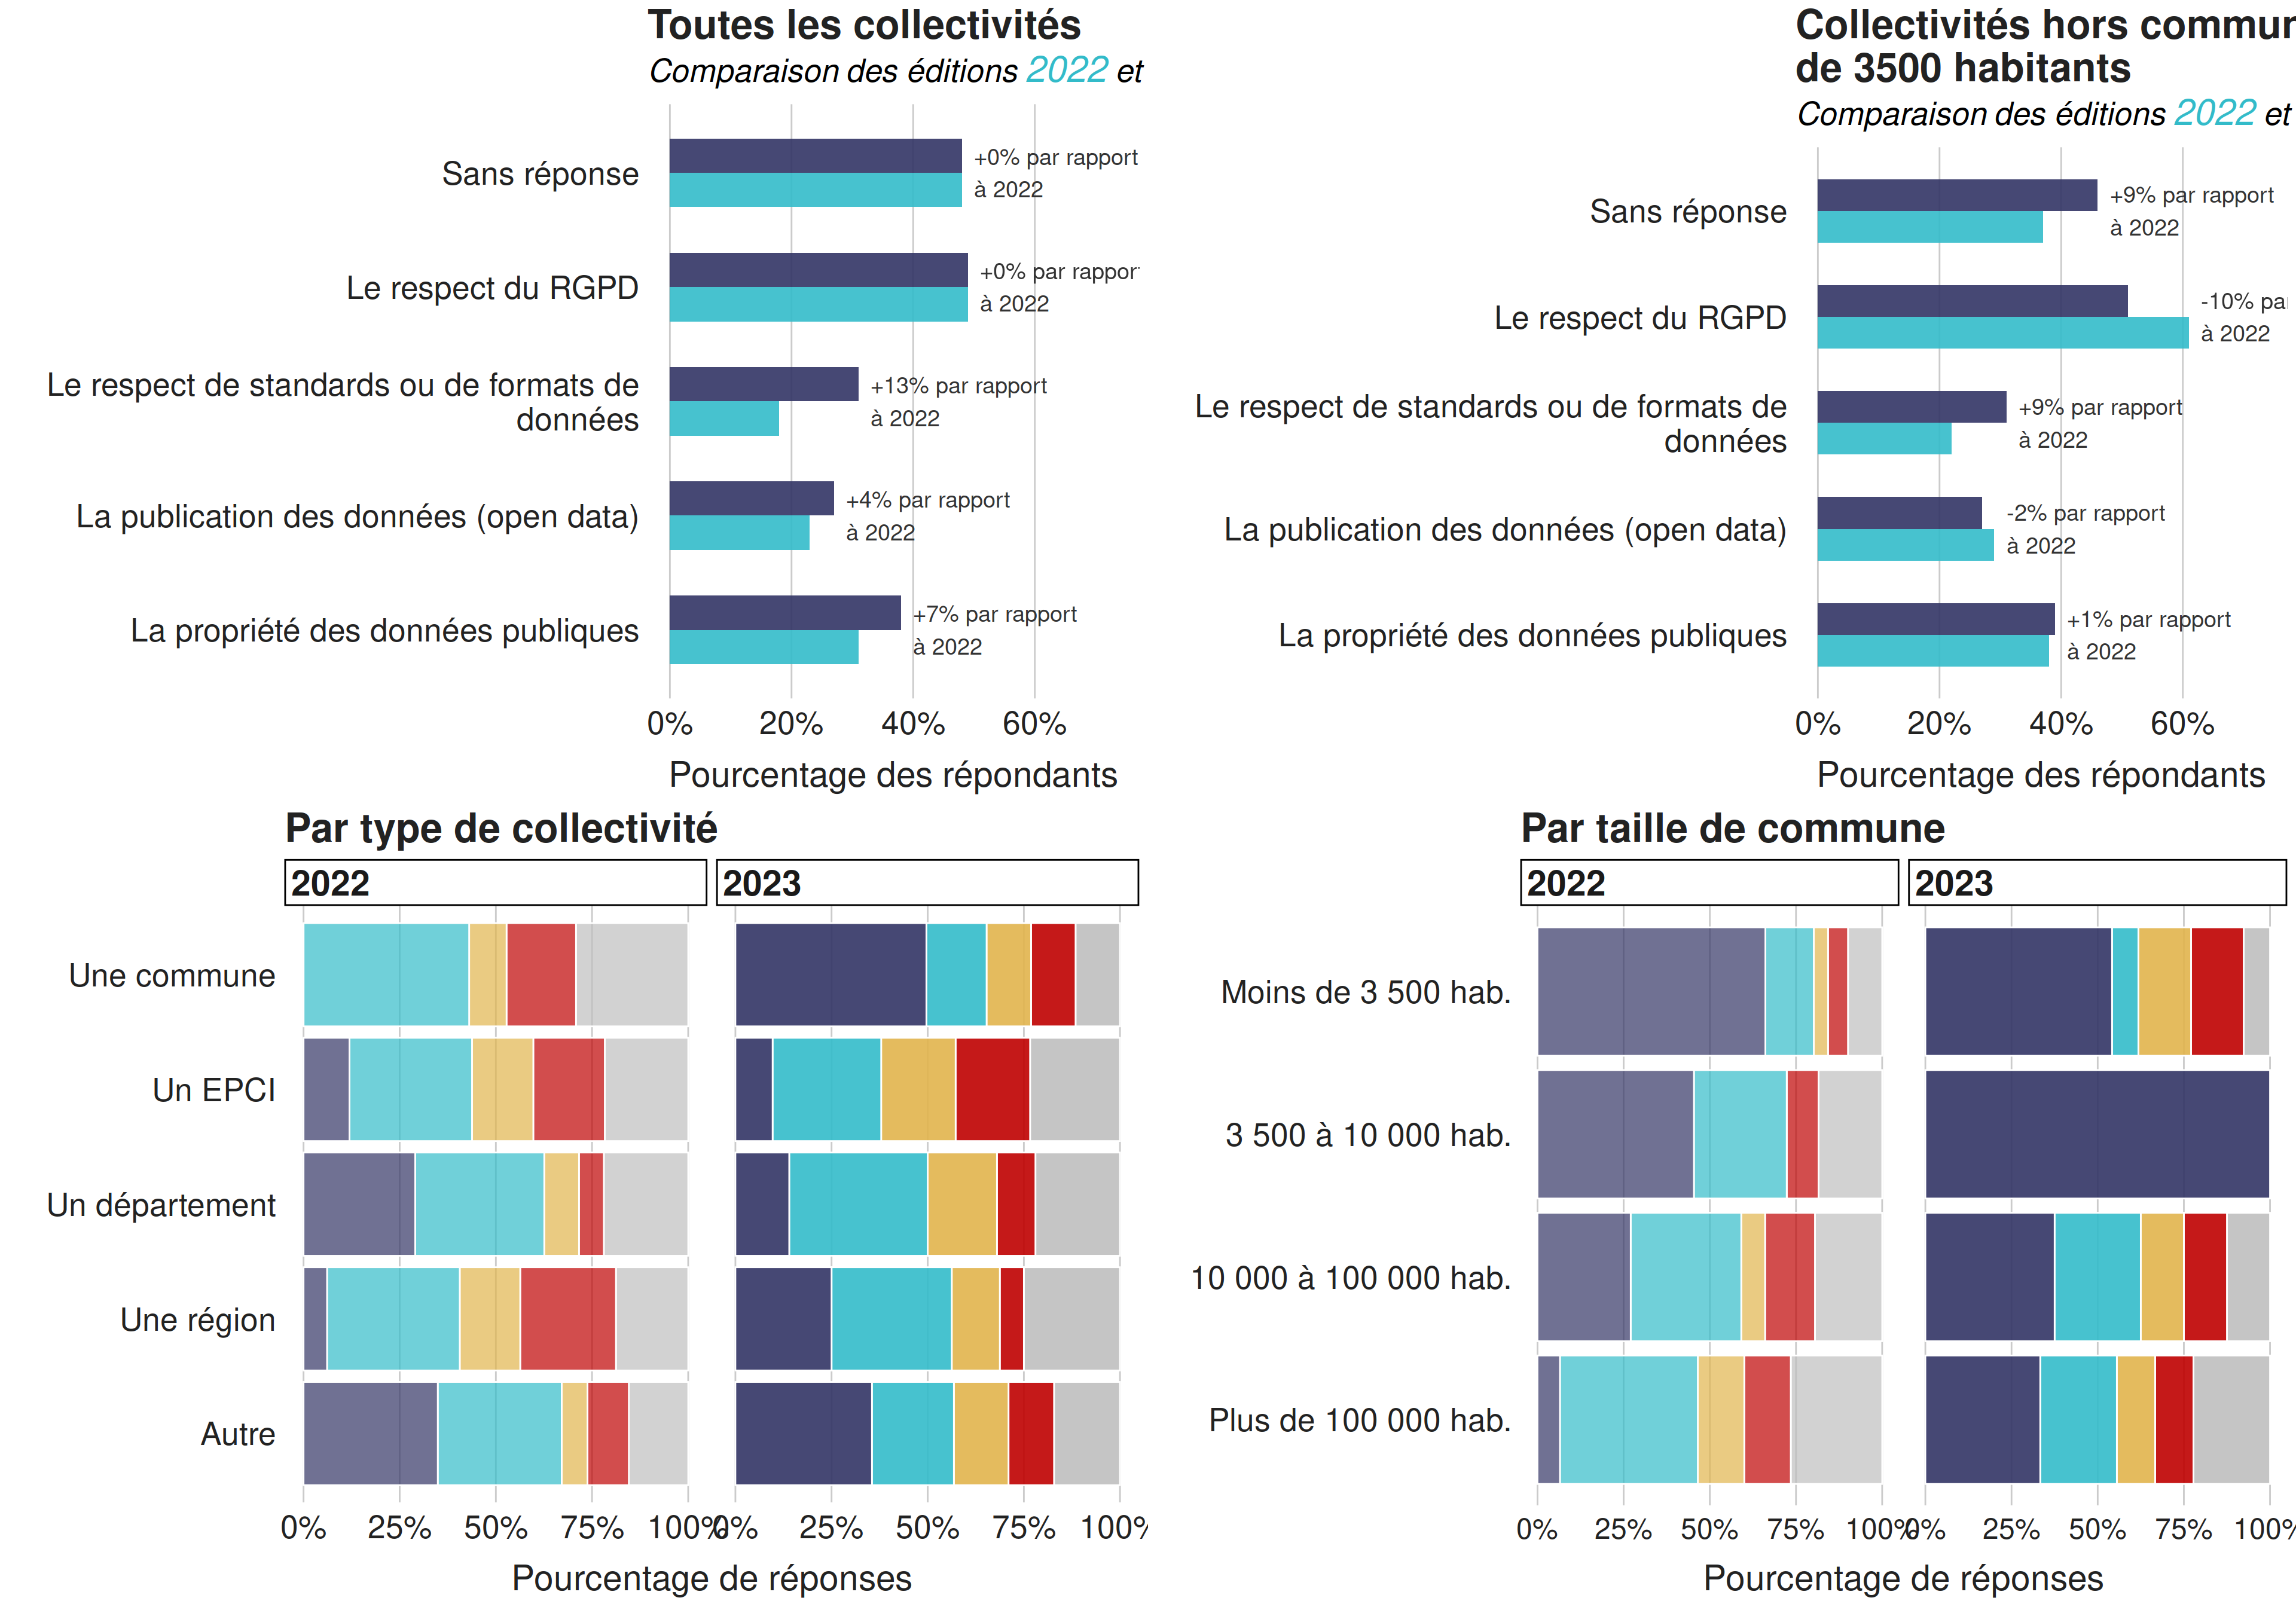 Toutes les collectivités
Comparaison des éditions 2022 et
Sans réponse
+0% par rapport
à 2022
Le respect du RGPD
+0% par rappor
à 2022
Le respect de standards ou de formats de
données
+13% par rapport
à 2022
La publication des données (open data)
+4% par rapport
à 2022
La propriété des données publiques
+7% par rapport
à 2022
0% 20% 40% 60%
Pourcentage des répondants
Collectivités hors commun
de 3500 habitants
Comparaison des éditions 2022 et
Sans réponse
+9% par rapport
à 2022
Le respect du RGPD
-10% pa
à 2022
Le respect de standards ou de formats de
données
+9% par rapport
à 2022
La publication des données (open data)
-2% par rapport
à 2022
La propriété des données publiques
+1% par rapport
à 2022
0% 20% 40% 60%
Pourcentage des répondants
Par type de collectivité
2022 2023
Une commune
Un EPCI
Un département
Une région
Autre
0% 25% 50% 75% 100% 0% 25% 50% 75% 100%
Pourcentage de réponses
Par taille de commune
2022 2023
Moins de 3 500 hab.
3 500 à 10 000 hab.
10 000 à 100 000 hab.
Plus de 100 000 hab.
0% 25% 50% 75% 100% 0% 25% 50% 75% 100%
Pourcentage de réponses